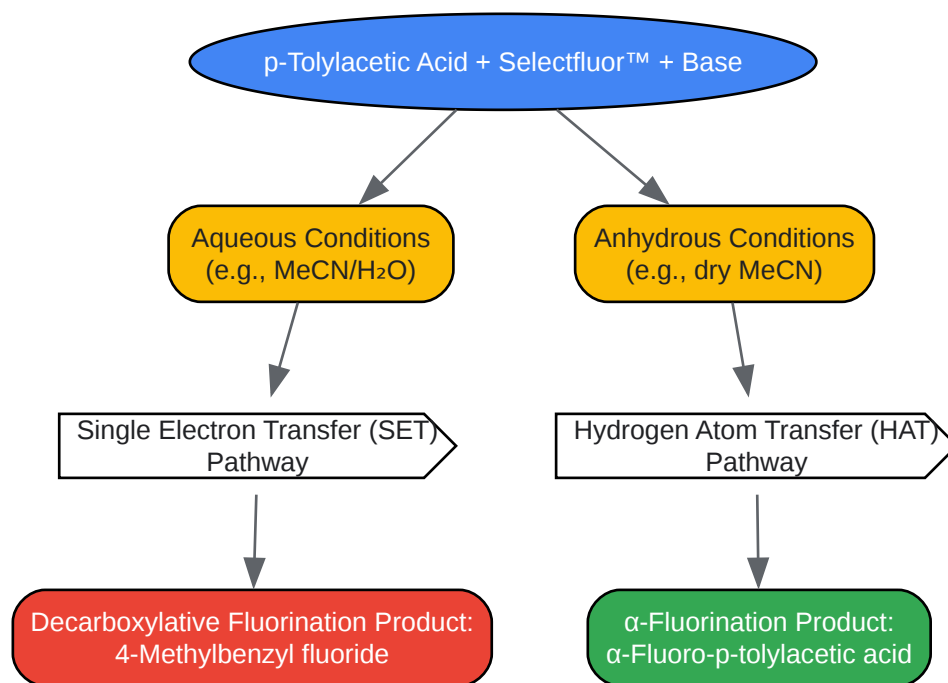 p-Tolylacetic Acid + Selectfluor™ + Base
Aqueous Conditions
(e.g., MeCN/H₂O)
Anhydrous Conditions
(e.g., dry MeCN)
Single Electron Transfer (SET)
Pathway
Hydrogen Atom Transfer (HAT)
Pathway
Decarboxylative Fluorination Product:
4-Methylbenzyl fluoride
α-Fluorination Product:
α-Fluoro-p-tolylacetic acid